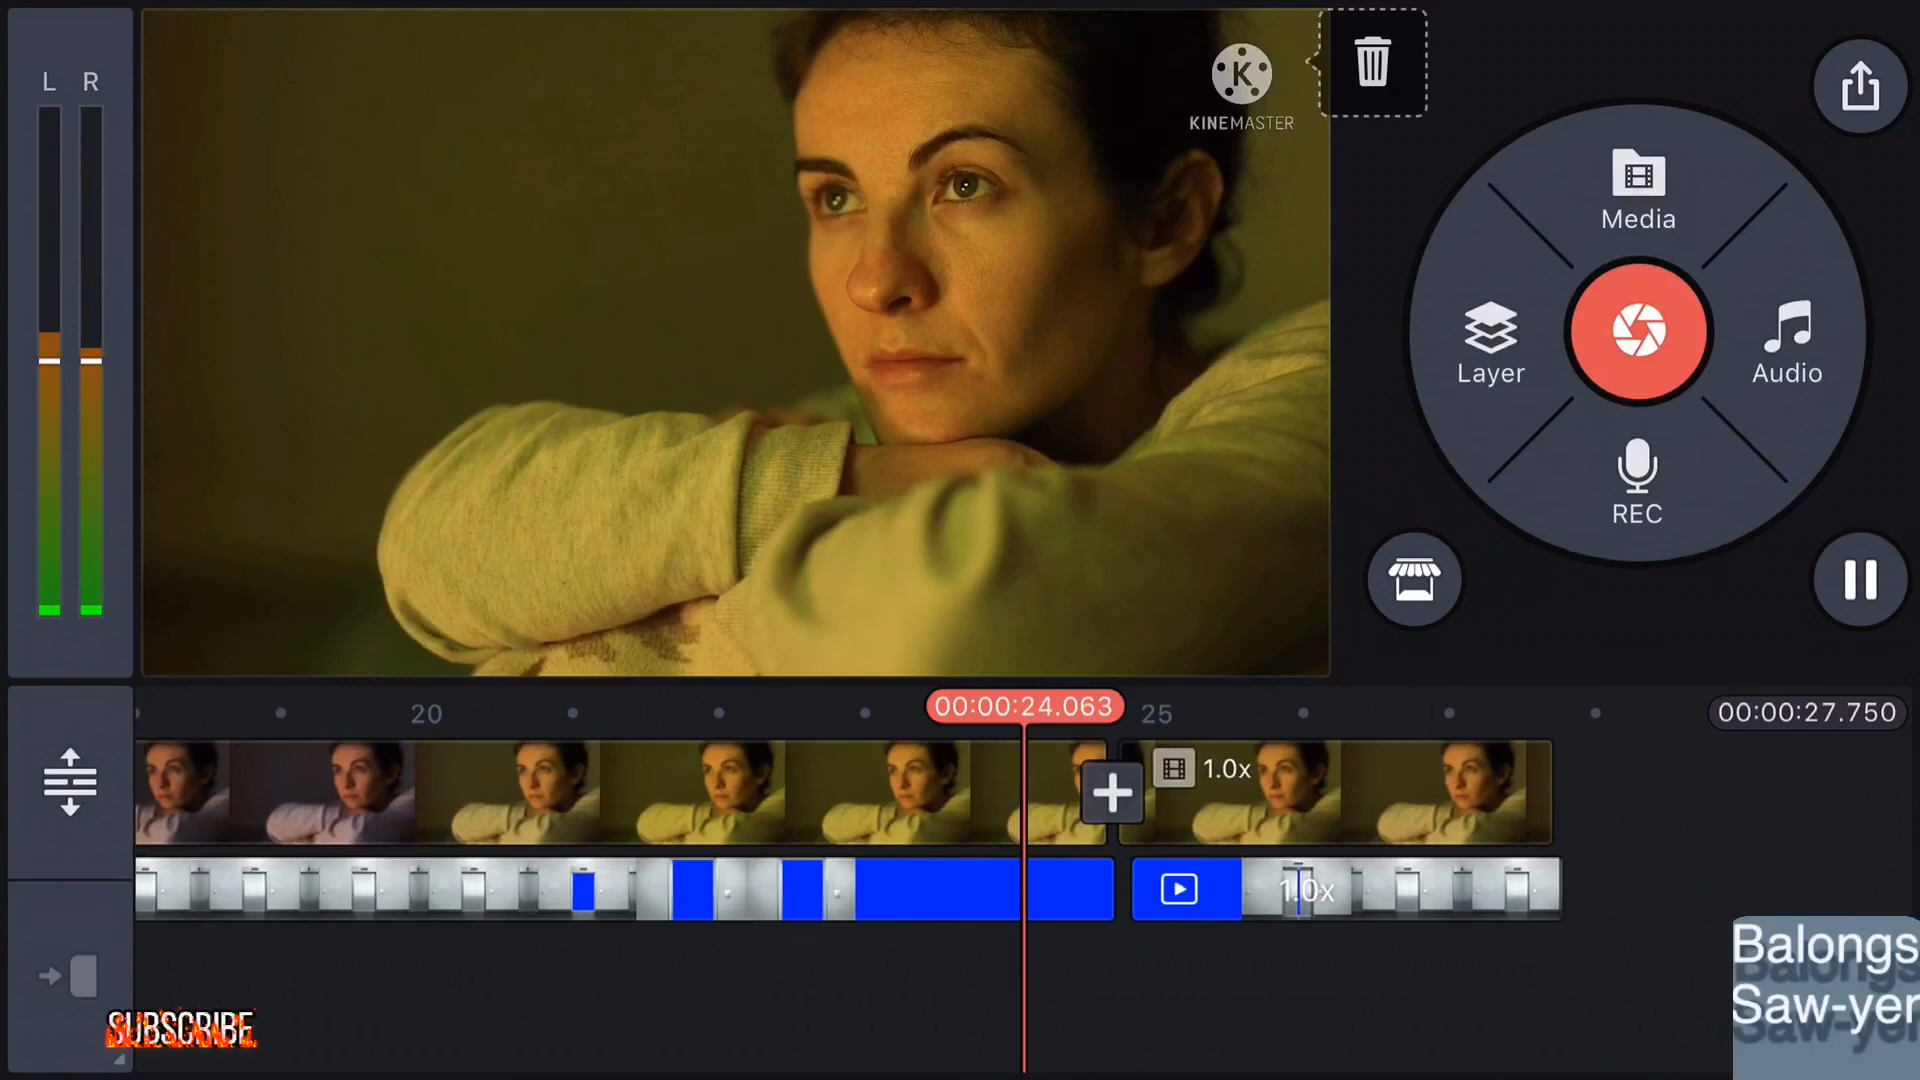 L R
KINEMASTER
Media
Layer
Audio
REC
20
00:00:24.063
25
00:00:27.750
1.0x
1.0x
SUBSCRIBE
Balongs
Saw-yer